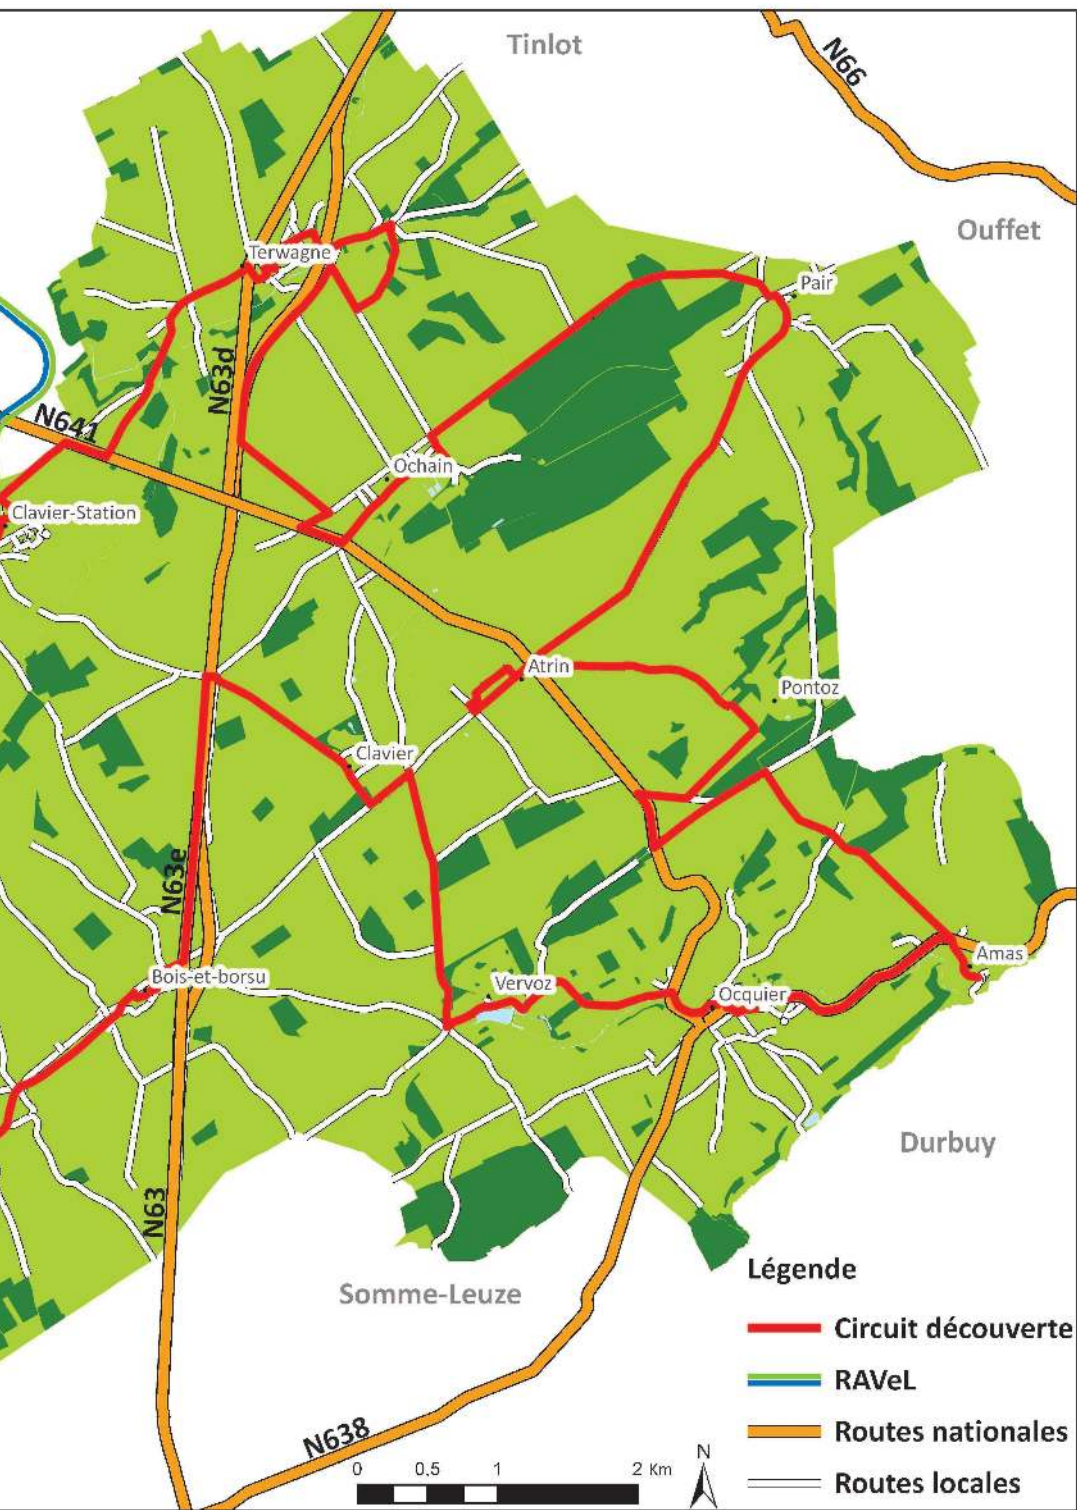 Tinlot
N66
Ouffet
Terwagne
Pair
N63d
N641
Ochain
Clavier-Station
Atrin
Pontoz
Clavier
N63e
Amas
Bois-et-borsu
Vervoz
Ocquier
Durbuy
N63
Somme-Leuze
Légende
Circuit découverte
RAVeL
Routes nationales
Routes locales
N638
N
0 0.5 1 2 Km